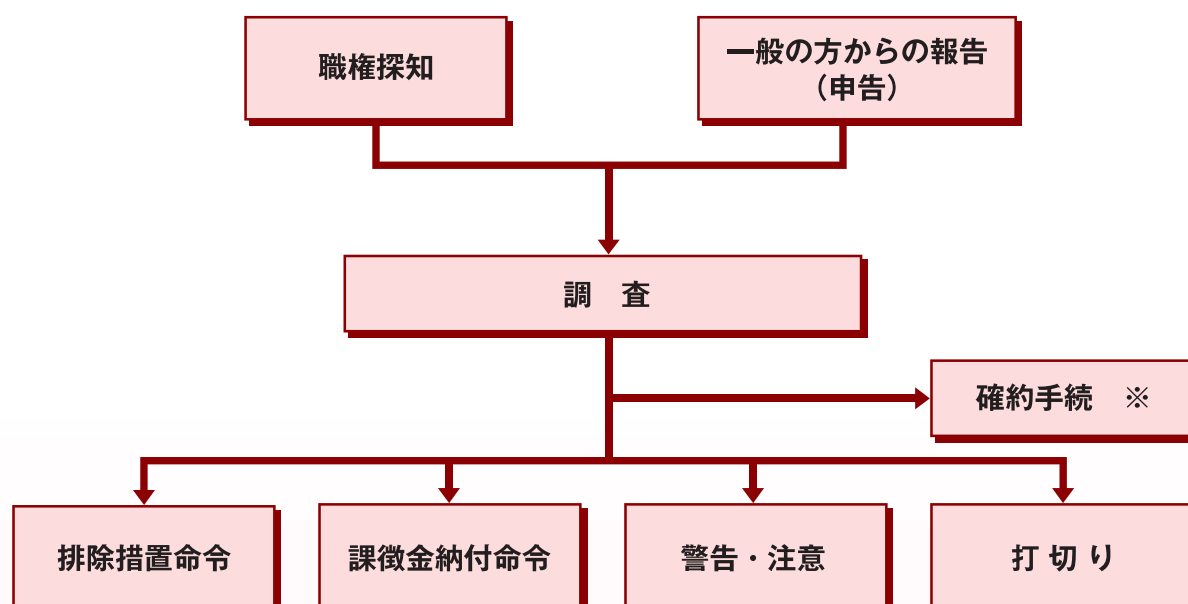 職権探知
一般の方からの報告
（申告）
調　査
確約手続　※
排除措置命令
課徴金納付命令
警告・注意
打 切 り